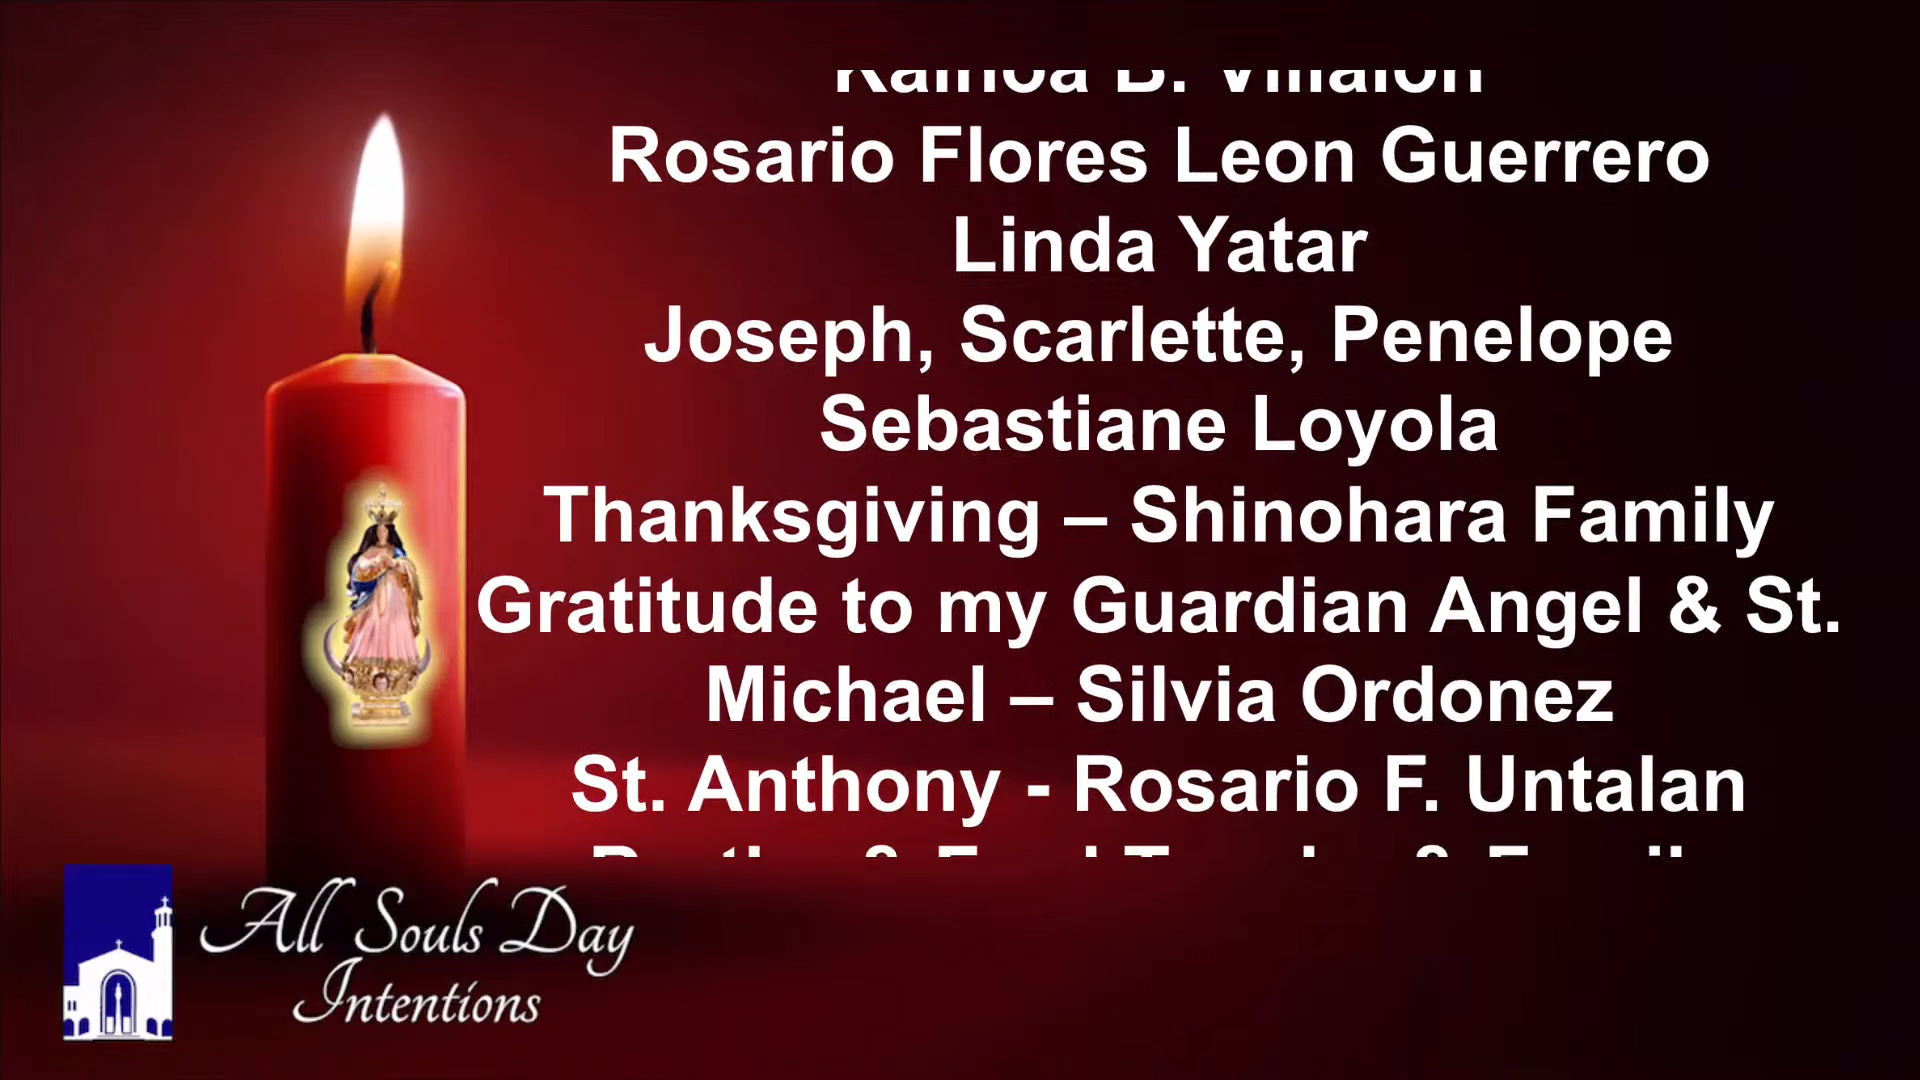 B. Villalon
Rosario Flores Leon Guerrero
Linda Yatar
Joseph, Scarlette, Penelope
Sebastiane Loyola
Thanksgiving – Shinohara Family
Gratitude to my Guardian Angel & St.
Michael – Silvia Ordonez
St. Anthony - Rosario F. Untalan
All Souls Day
Intentions